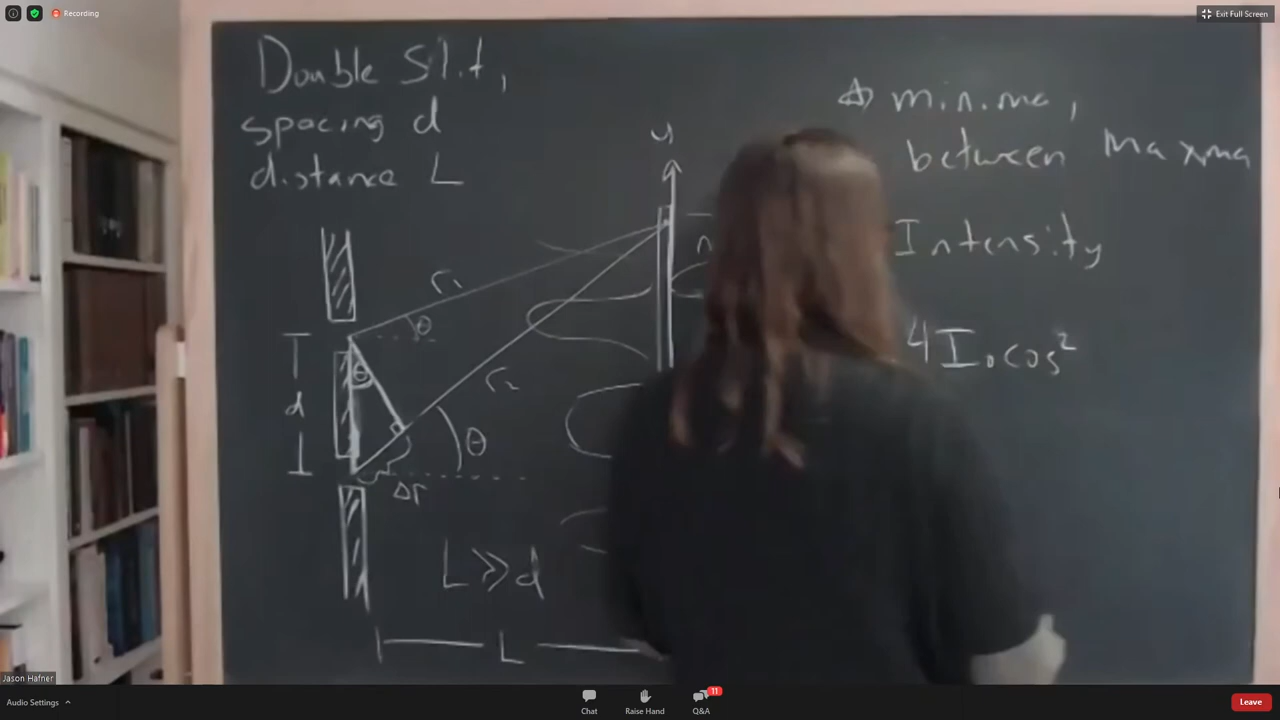 Recording
Exit Full Screen
Double Slit,
spacing d
distance L
y
minima,
between maxma
Intensity
4I₀cos²
r₁
θ
r₂
θ
d
θ
Δr
L≫d
L
Jason Hafner
Audio Settings
Chat
Raise Hand
Q&A
11
Leave